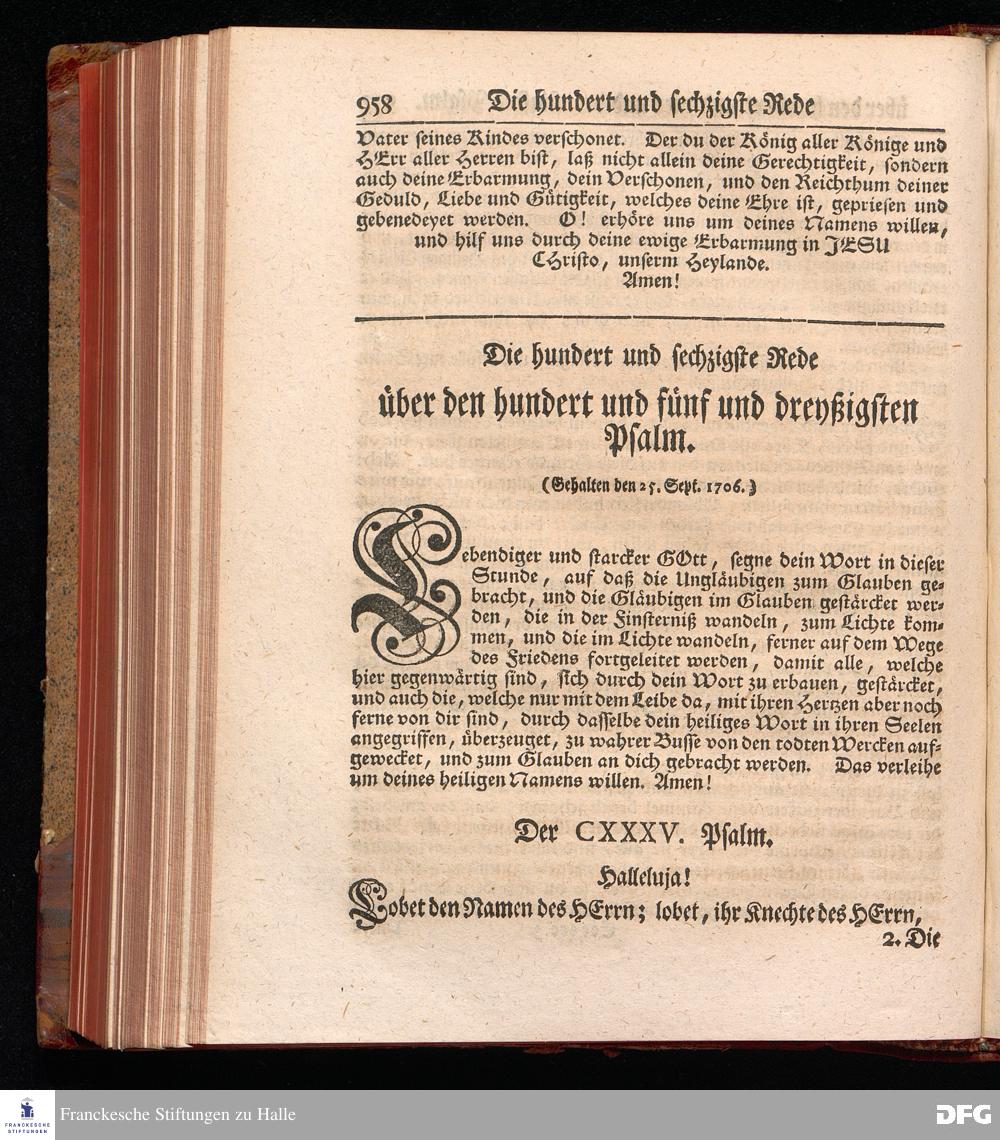 958 Die hundert und sechzigste Rede
Vater seines Kindes verschonet. Der du der König aller Könige und
HErr aller Herren bist, laß nicht allein deine Gerechtigkeit, sondern
auch deine Erbarmung, dein Verschonen, und den Reichthum deiner
Geduld, Liebe und Gütigkeit, welches deine Ehre ist, gepriesen und
gebenedeyet werden. O! erhöre uns um deines Namens willen,
und hilf uns durch deine ewige Erbarmung in JESU
CHristo, unserm Heylande.
Amen!
Die hundert und sechzigste Rede
über den hundert und fünf und dreyßigsten
Psalm.
(Gehalten den 25. Sept. 1706.)
Lebendiger und starcker GOtt, segne dein Wort in dieser
Stunde, auf daß die Ungläubigen zum Glauben ge-
bracht, und die Gläubigen im Glauben gestärcket wer-
den, die in der Finsterniß wandeln, zum Lichte kom-
men, und die im Lichte wandeln, ferner auf dem Wege
des Friedens fortgeleitet werden, damit alle, welche
hier gegenwärtig sind, sich durch dein Wort zu erbauen, gestärcket,
und auch die, welche nur mit dem Leibe da, mit ihren Hertzen aber noch
ferne von dir sind, durch dasselbe dein heiliges Wort in ihren Seelen
angegriffen, überzeuget, zu wahrer Busse von den todten Wercken auf-
gewecket, und zum Glauben an dich gebracht werden. Das verleihe
um deines heiligen Namens willen. Amen!
Der CXXXV. Psalm.
Halleluja!
Lobet den Namen des HErrn; lobet, ihr Knechte des HErrn,
2. Die
FRANCKESCHE
STIFTUNGEN
Franckesche Stiftungen zu Halle
DFG